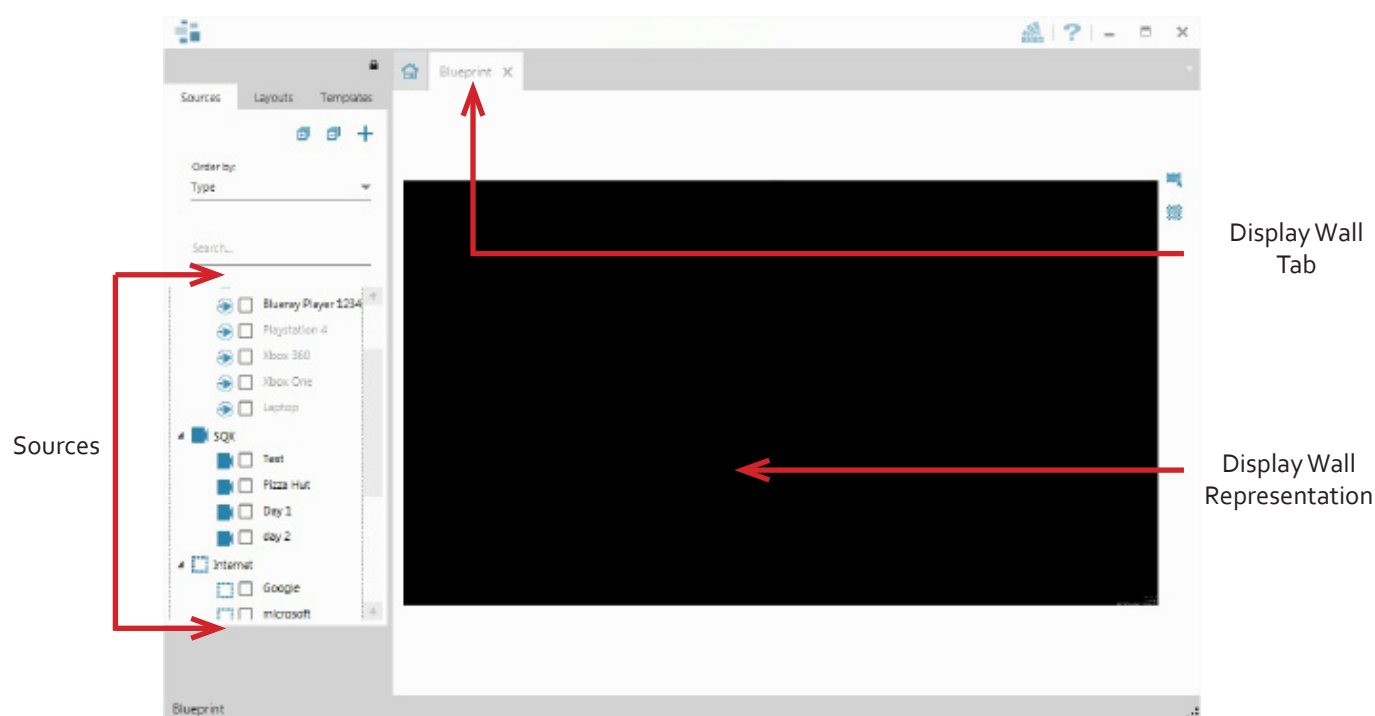 ?
Blueprint
Sources Layouts Templates
Order by:
Type
Search...
Blueray Player 1234
Playstation 4
Xbox 360
Xbox One
Laptop
SQX
Test
Pizza Hut
Day 1
day 2
Internet
Google
microsoft
Blueprint
Sources
Display Wall
Tab
Display Wall
Representation